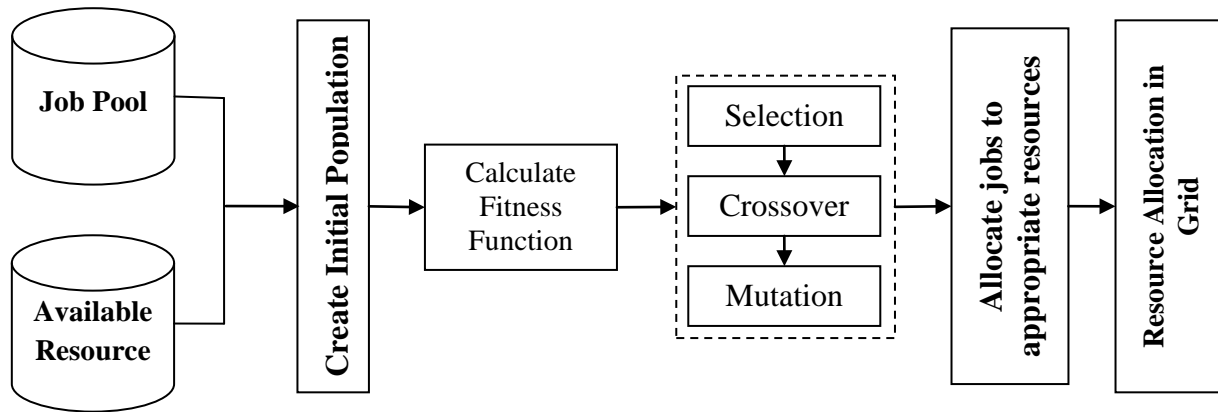 Job Pool
Available
Resource
Create Initial Population
Calculate
Fitness
Function
Selection
Crossover
Mutation
Allocate jobs to
appropriate resources
Resource Allocation in
Grid